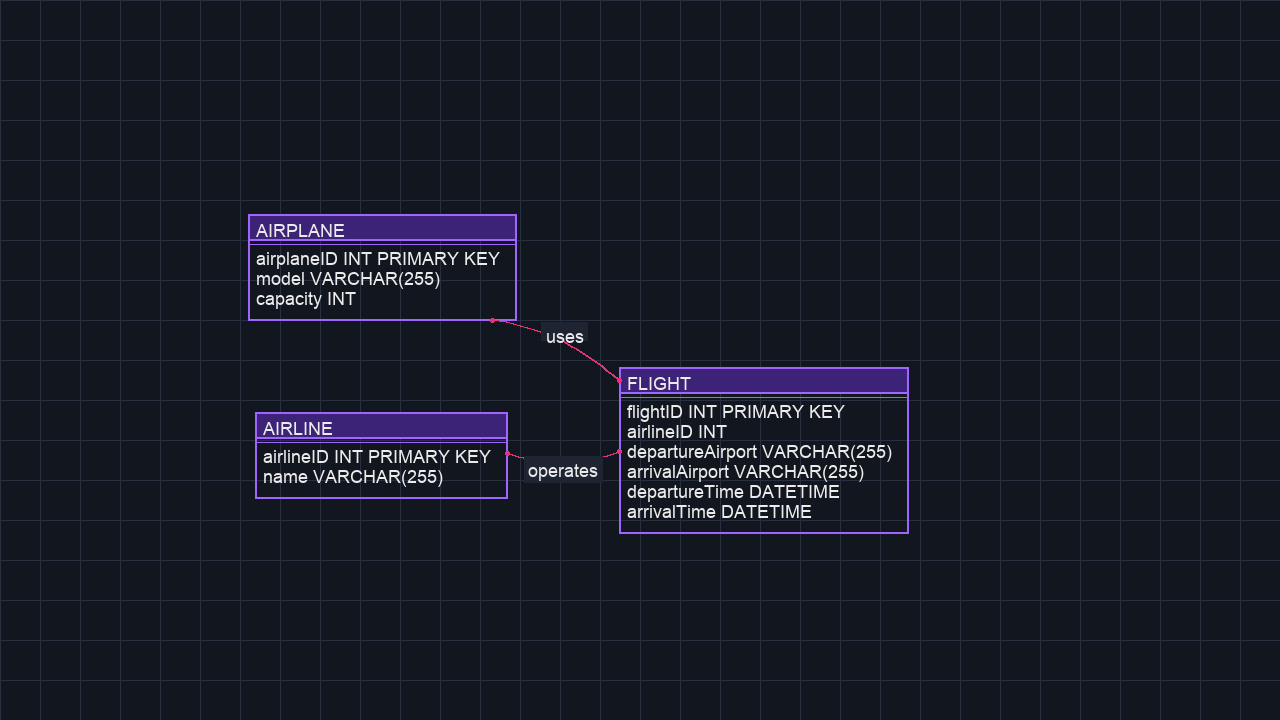 AIRPLANE
airplaneID INT PRIMARY KEY
model VARCHAR(255)
capacity INT
uses
FLIGHT
flightID INT PRIMARY KEY
airlineID INT
departureAirport VARCHAR(255)
arrivalAirport VARCHAR(255)
departureTime DATETIME
arrivalTime DATETIME
AIRLINE
airlineID INT PRIMARY KEY
name VARCHAR(255)
operates